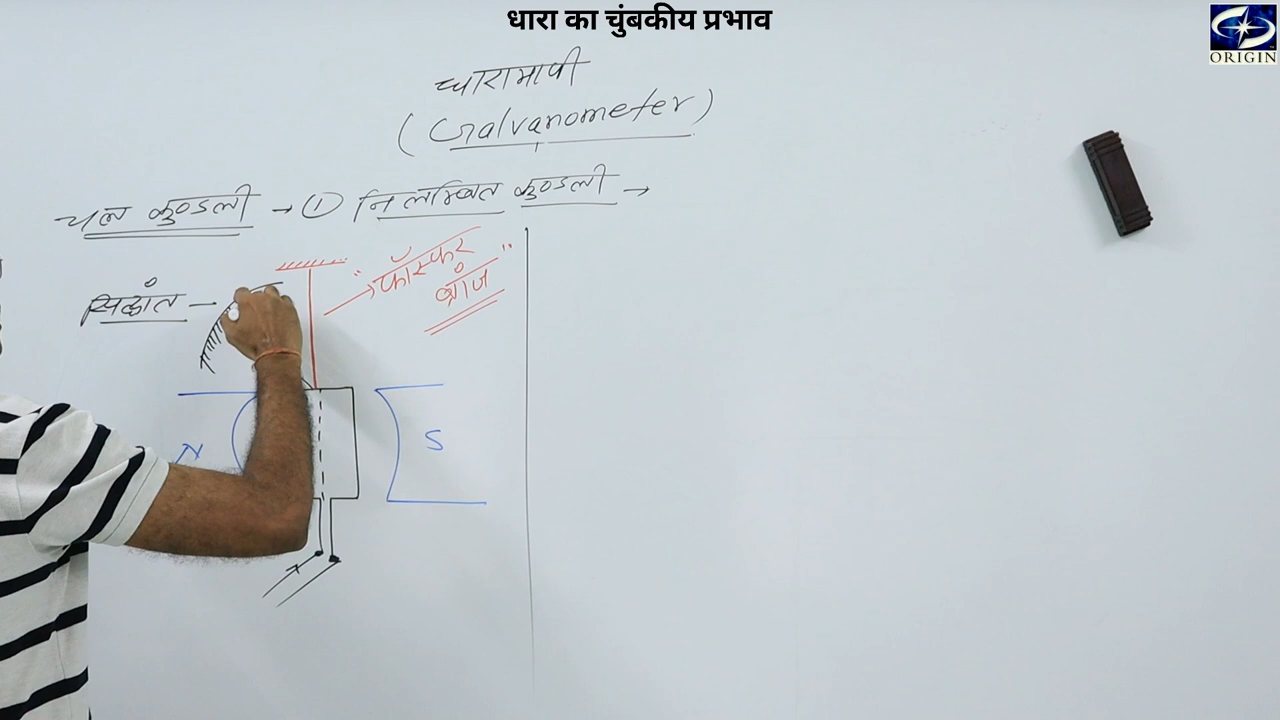 धारा का चुंबकीय प्रभाव
ORIGIN
धारामापी
(Galvanometer)
चल कुण्डली → ① निलम्बित कुण्डली →
सिद्धांत —
"फॉस्फर
ब्रांज"
N
S